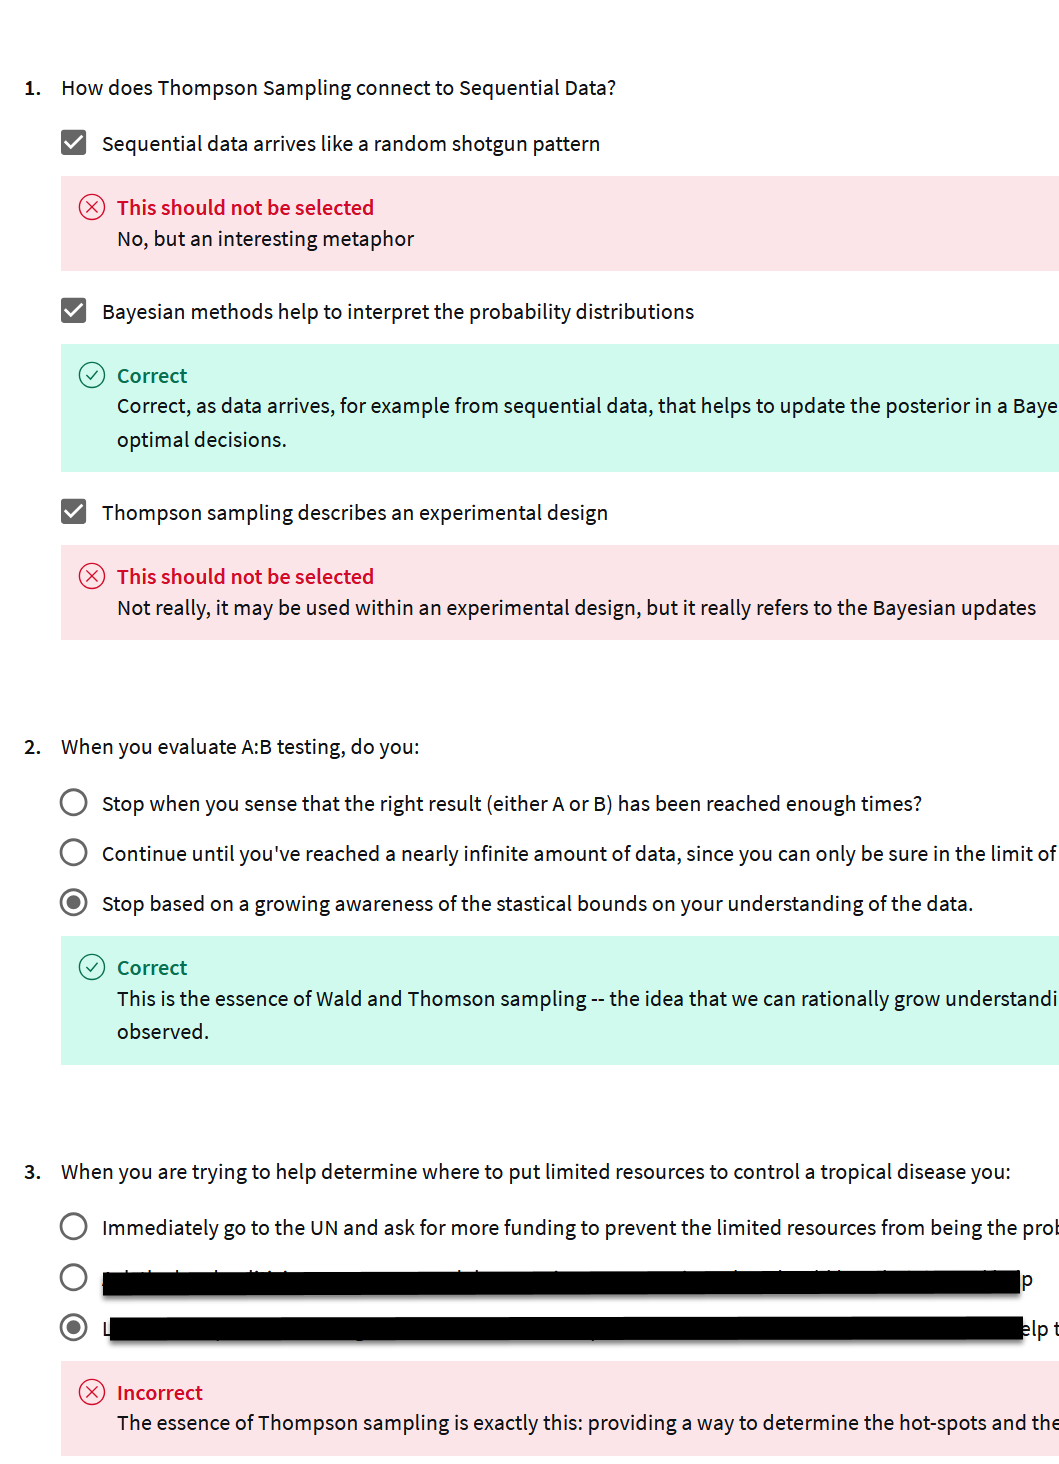 1. How does Thompson Sampling connect to Sequential Data?
Sequential data arrives like a random shotgun pattern
This should not be selected
No, but an interesting metaphor
Bayesian methods help to interpret the probability distributions
Correct
Correct, as data arrives, for example from sequential data, that helps to update the posterior in a Baye
optimal decisions.
Thompson sampling describes an experimental design
This should not be selected
Not really, it may be used within an experimental design, but it really refers to the Bayesian updates
2. When you evaluate A:B testing, do you:
Stop when you sense that the right result (either A or B) has been reached enough times?
Continue until you've reached a nearly infinite amount of data, since you can only be sure in the limit of
Stop based on a growing awareness of the stastical bounds on your understanding of the data.
Correct
This is the essence of Wald and Thomson sampling -- the idea that we can rationally grow understandi
observed.
3. When you are trying to help determine where to put limited resources to control a tropical disease you:
Immediately go to the UN and ask for more funding to prevent the limited resources from being the prob
p
L elp t
Incorrect
The essence of Thompson sampling is exactly this: providing a way to determine the hot-spots and the